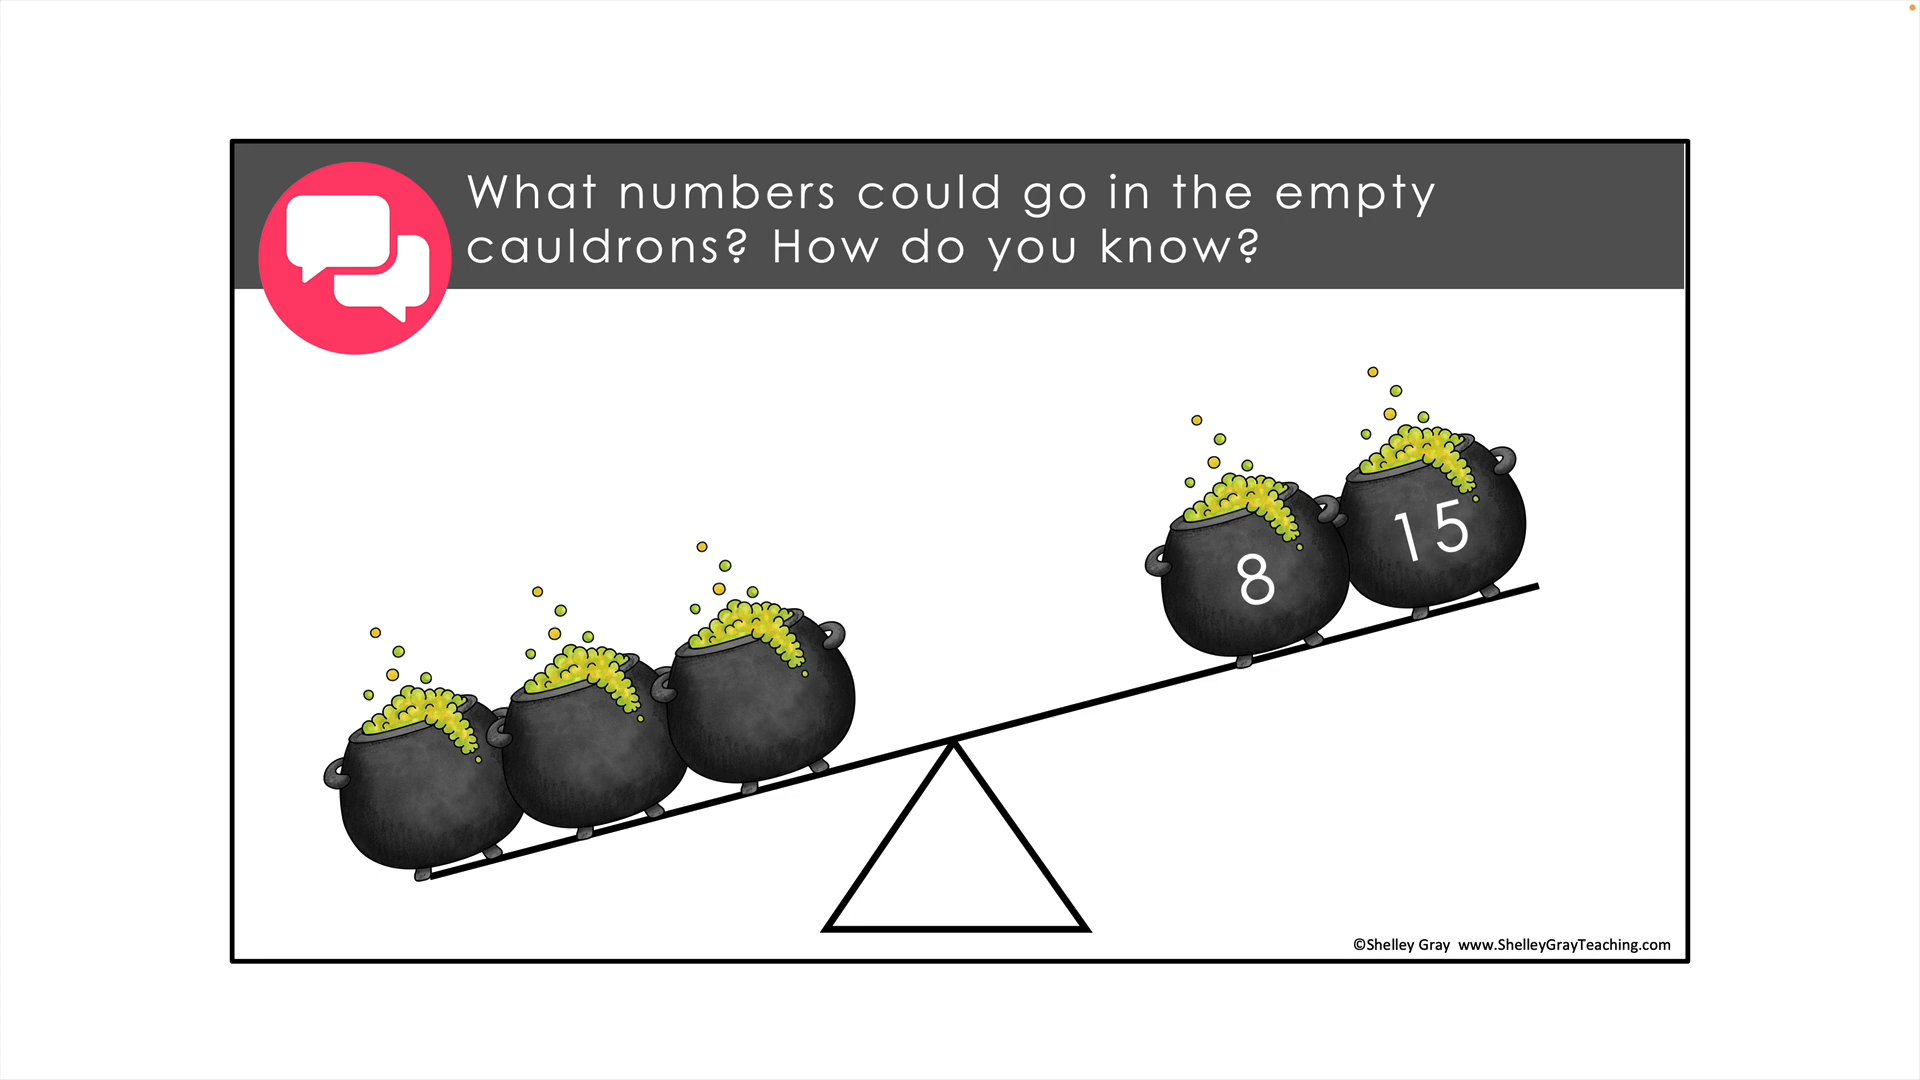 What numbers could go in the empty
cauldrons? How do you know?
8
15
©Shelley Gray www.ShelleyGrayTeaching.com